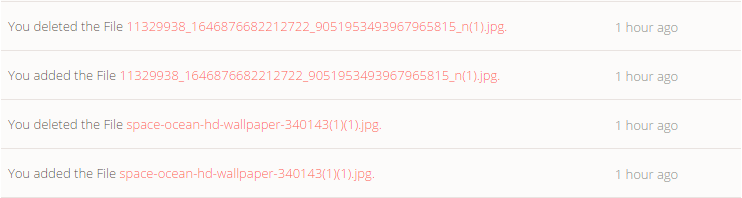 You deleted the File 11329938_1646876682212722_9051953493967965815_n(1).jpg. 1 hour ago
You added the File 11329938_1646876682212722_9051953493967965815_n(1).jpg. 1 hour ago
You deleted the File space-ocean-hd-wallpaper-340143(1)(1).jpg. 1 hour ago
You added the File space-ocean-hd-wallpaper-340143(1)(1).jpg. 1 hour ago